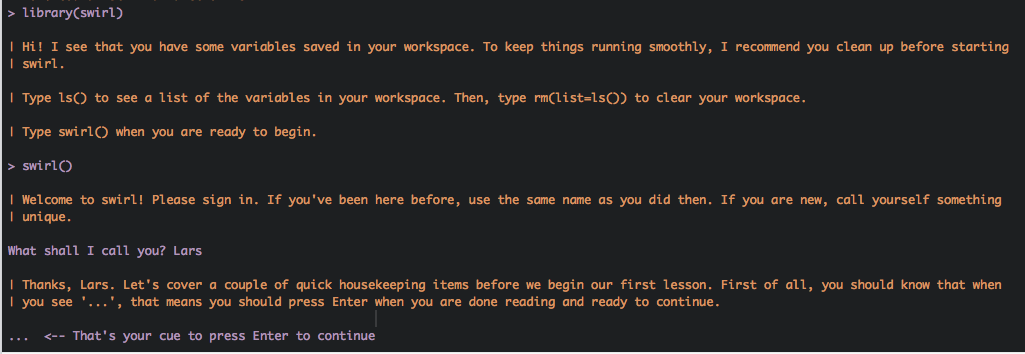 > library(swirl)
| Hi! I see that you have some variables saved in your workspace. To keep things running smoothly, I recommend you clean up before starting
| swirl.
| Type ls() to see a list of the variables in your workspace. Then, type rm(list=ls()) to clear your workspace.
| Type swirl() when you are ready to begin.
> swirl()
| Welcome to swirl! Please sign in. If you've been here before, use the same name as you did then. If you are new, call yourself something
| unique.
What shall I call you? Lars
| Thanks, Lars. Let's cover a couple of quick housekeeping items before we begin our first lesson. First of all, you should know that when
| you see '...', that means you should press Enter when you are done reading and ready to continue.
... <-- That's your cue to press Enter to continue